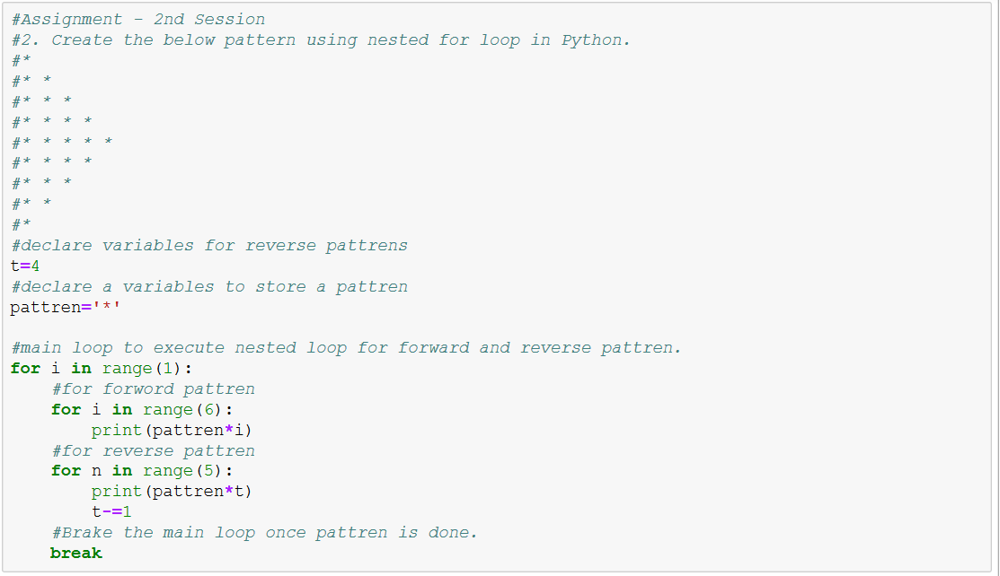 #Assignment - 2nd Session
#2. Create the below pattern using nested for loop in Python.
#*
#* *
#* * *
#* * * *
#* * * * *
#* * * *
#* * *
#* *
#*
#declare variables for reverse pattrens
t=4
#declare a variables to store a pattren
pattren='*'

#main loop to execute nested loop for forward and reverse pattren.
for i in range(1):
    #for forword pattren
    for i in range(6):
        print(pattren*i)
    #for reverse pattren
    for n in range(5):
        print(pattren*t)
        t-=1
    #Brake the main loop once pattren is done.
    break